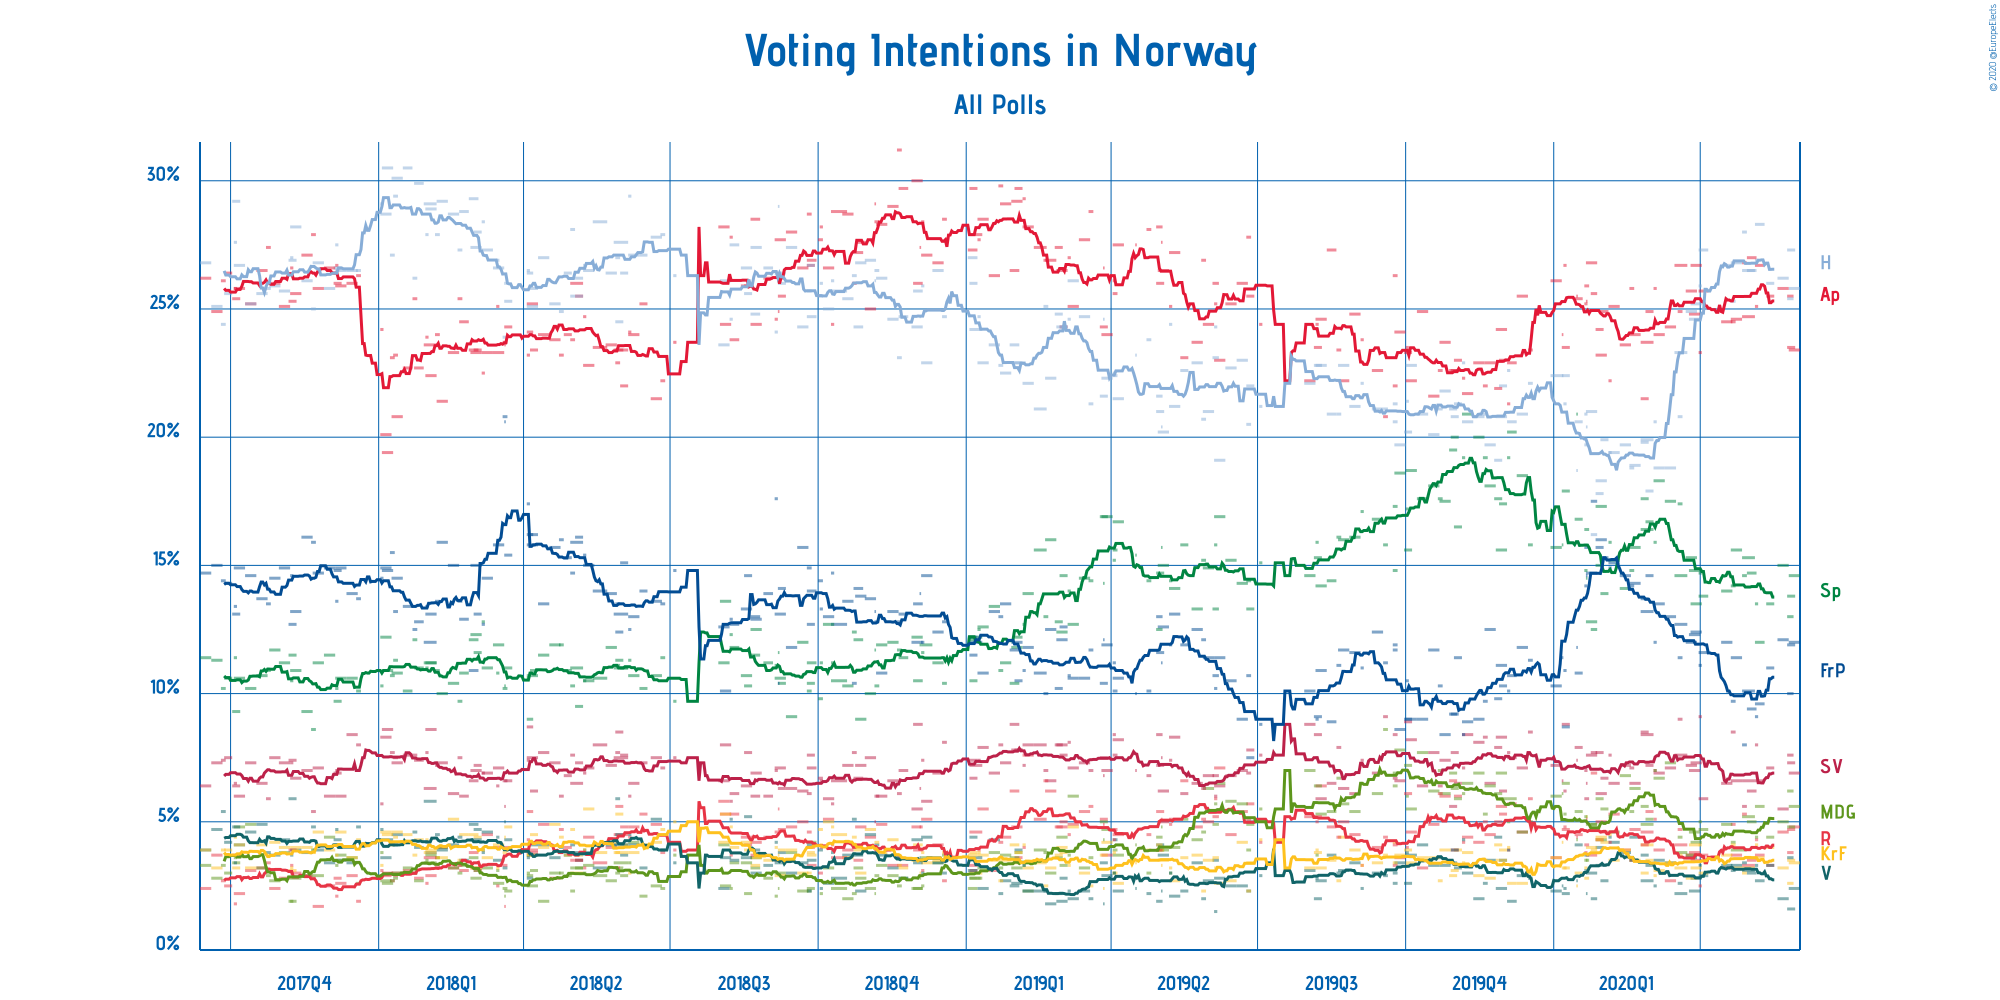 © 2020 @EuropeElects
Voting Intentions in Norway
All Polls
30%
25%
20%
15%
10%
5%
0%
H
Ap
Sp
FrP
SV
MDG
R
KrF
V
2017Q4 2018Q1 2018Q2 2018Q3 2018Q4 2019Q1 2019Q2 2019Q3 2019Q4 2020Q1